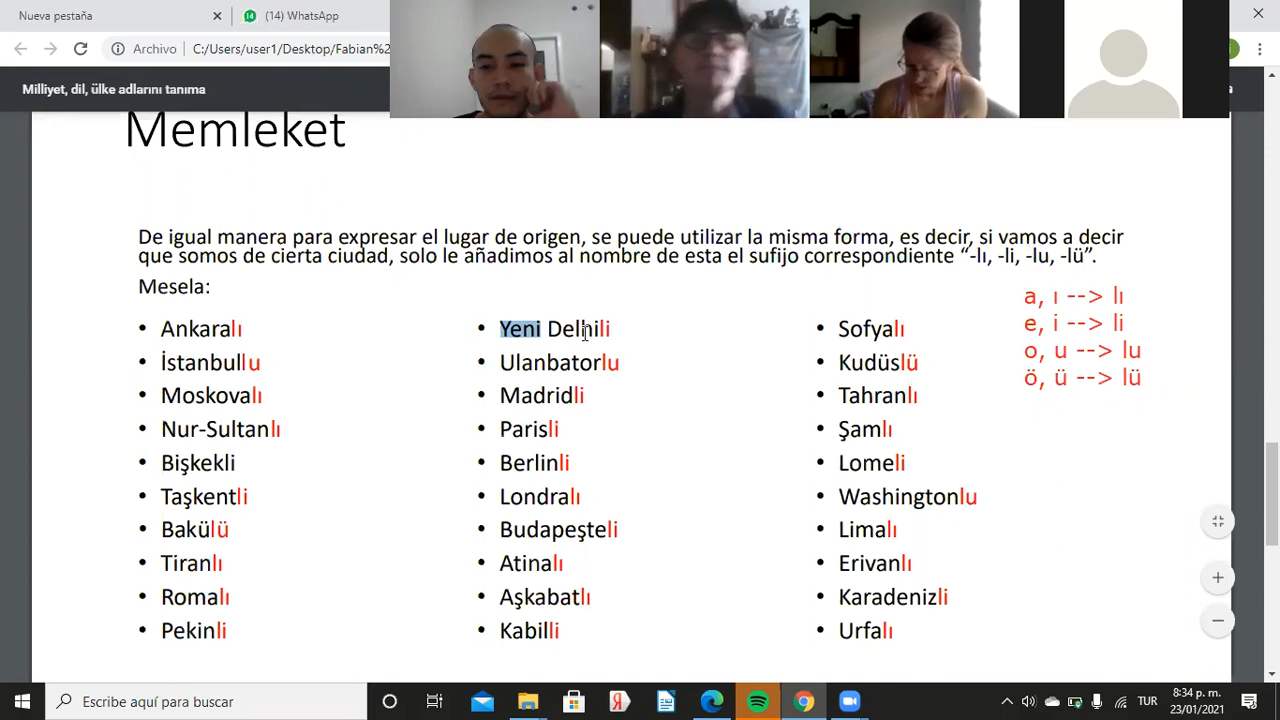 Nueva pestaña
(14) WhatsApp
Archivo
C:/Users/user1/Desktop/Fabian%2
Milliyet, dil, ülke adlarını tanıma
Memleket
De igual manera para expresar el lugar de origen, se puede utilizar la misma forma, es decir, si vamos a decir
que somos de cierta ciudad, solo le añadimos al nombre de esta el sufijo correspondiente “-lı, -li, -lu, -lü”.
Mesela:
• Ankaralı
• İstanbullu
• Moskovalı
• Nur-Sultanlı
• Bişkekli
• Taşkentli
• Bakülü
• Tiranlı
• Romalı
• Pekinli
• Yeni Delhili
• Ulanbatorlu
• Madridli
• Parisli
• Berlinli
• Londralı
• Budapeşteli
• Atinalı
• Aşkabatlı
• Kabilli
• Sofyalı
• Kudüslü
• Tahranlı
• Şamlı
• Lomeli
• Washingtonlu
• Limalı
• Erivanlı
• Karadenizli
• Urfalı
a, ı --> lı
e, i --> li
o, u --> lu
ö, ü --> lü
Escribe aquí para buscar
TUR
8:34 p. m.
23/01/2021